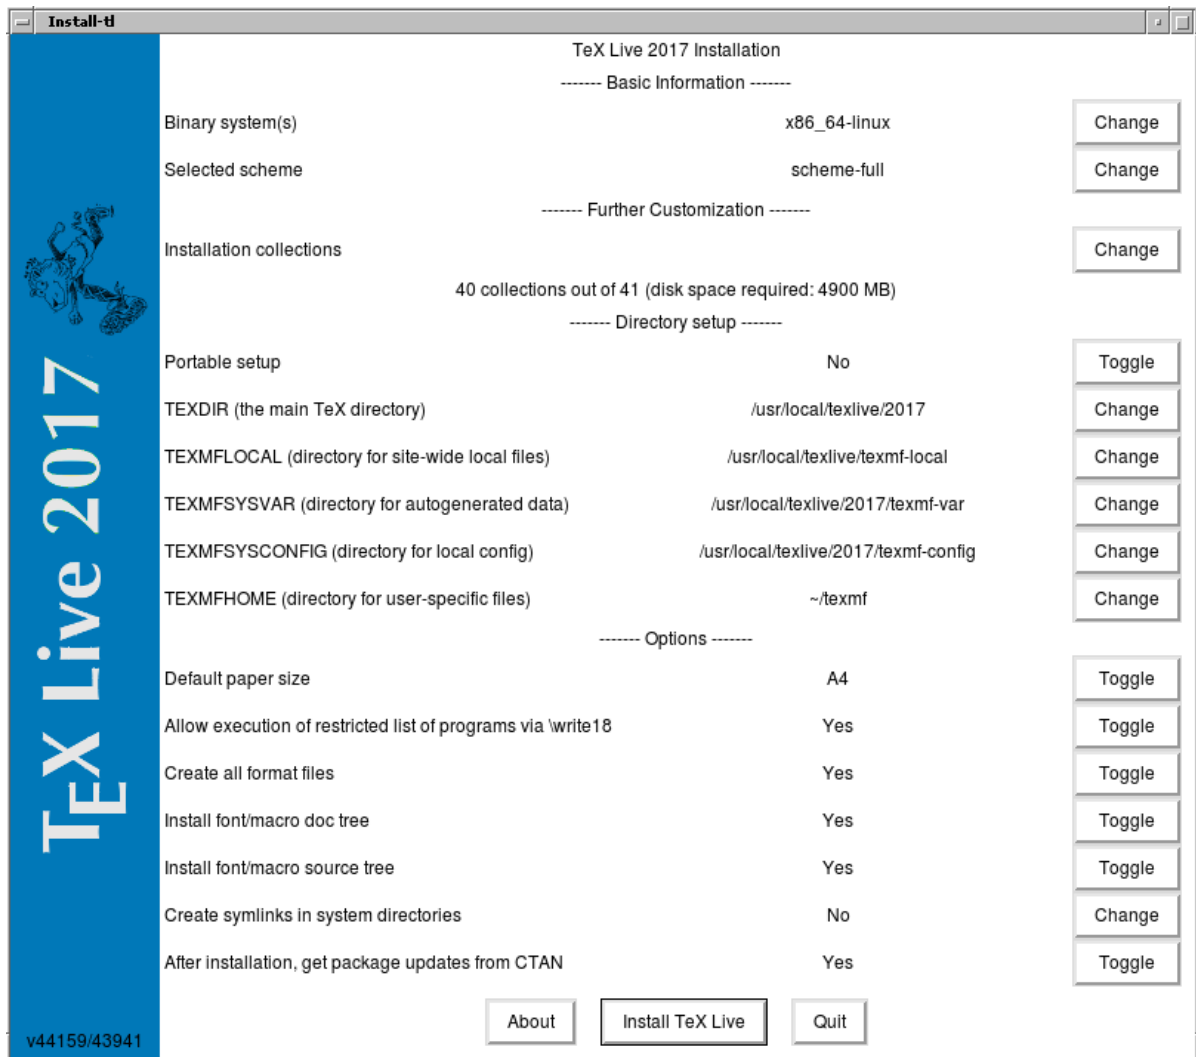 Install-tl
TeX Live 2017 Installation
------- Basic Information -------
Binary system(s) x86_64-linux Change
Selected scheme scheme-full Change
------- Further Customization -------
Installation collections Change
40 collections out of 41 (disk space required: 4900 MB)
------- Directory setup -------
Portable setup No Toggle
TEXDIR (the main TeX directory) /usr/local/texlive/2017 Change
TEXMFLOCAL (directory for site-wide local files) /usr/local/texlive/texmf-local Change
TEXMFSYSVAR (directory for autogenerated data) /usr/local/texlive/2017/texmf-var Change
TEXMFSYSCONFIG (directory for local config) /usr/local/texlive/2017/texmf-config Change
TEXMFHOME (directory for user-specific files) ~/texmf Change
------- Options -------
Default paper size A4 Toggle
Allow execution of restricted list of programs via \write18 Yes Toggle
Create all format files Yes Toggle
Install font/macro doc tree Yes Toggle
Install font/macro source tree Yes Toggle
Create symlinks in system directories No Change
After installation, get package updates from CTAN Yes Toggle
About Install TeX Live Quit
TEX Live 2017
v44159/43941